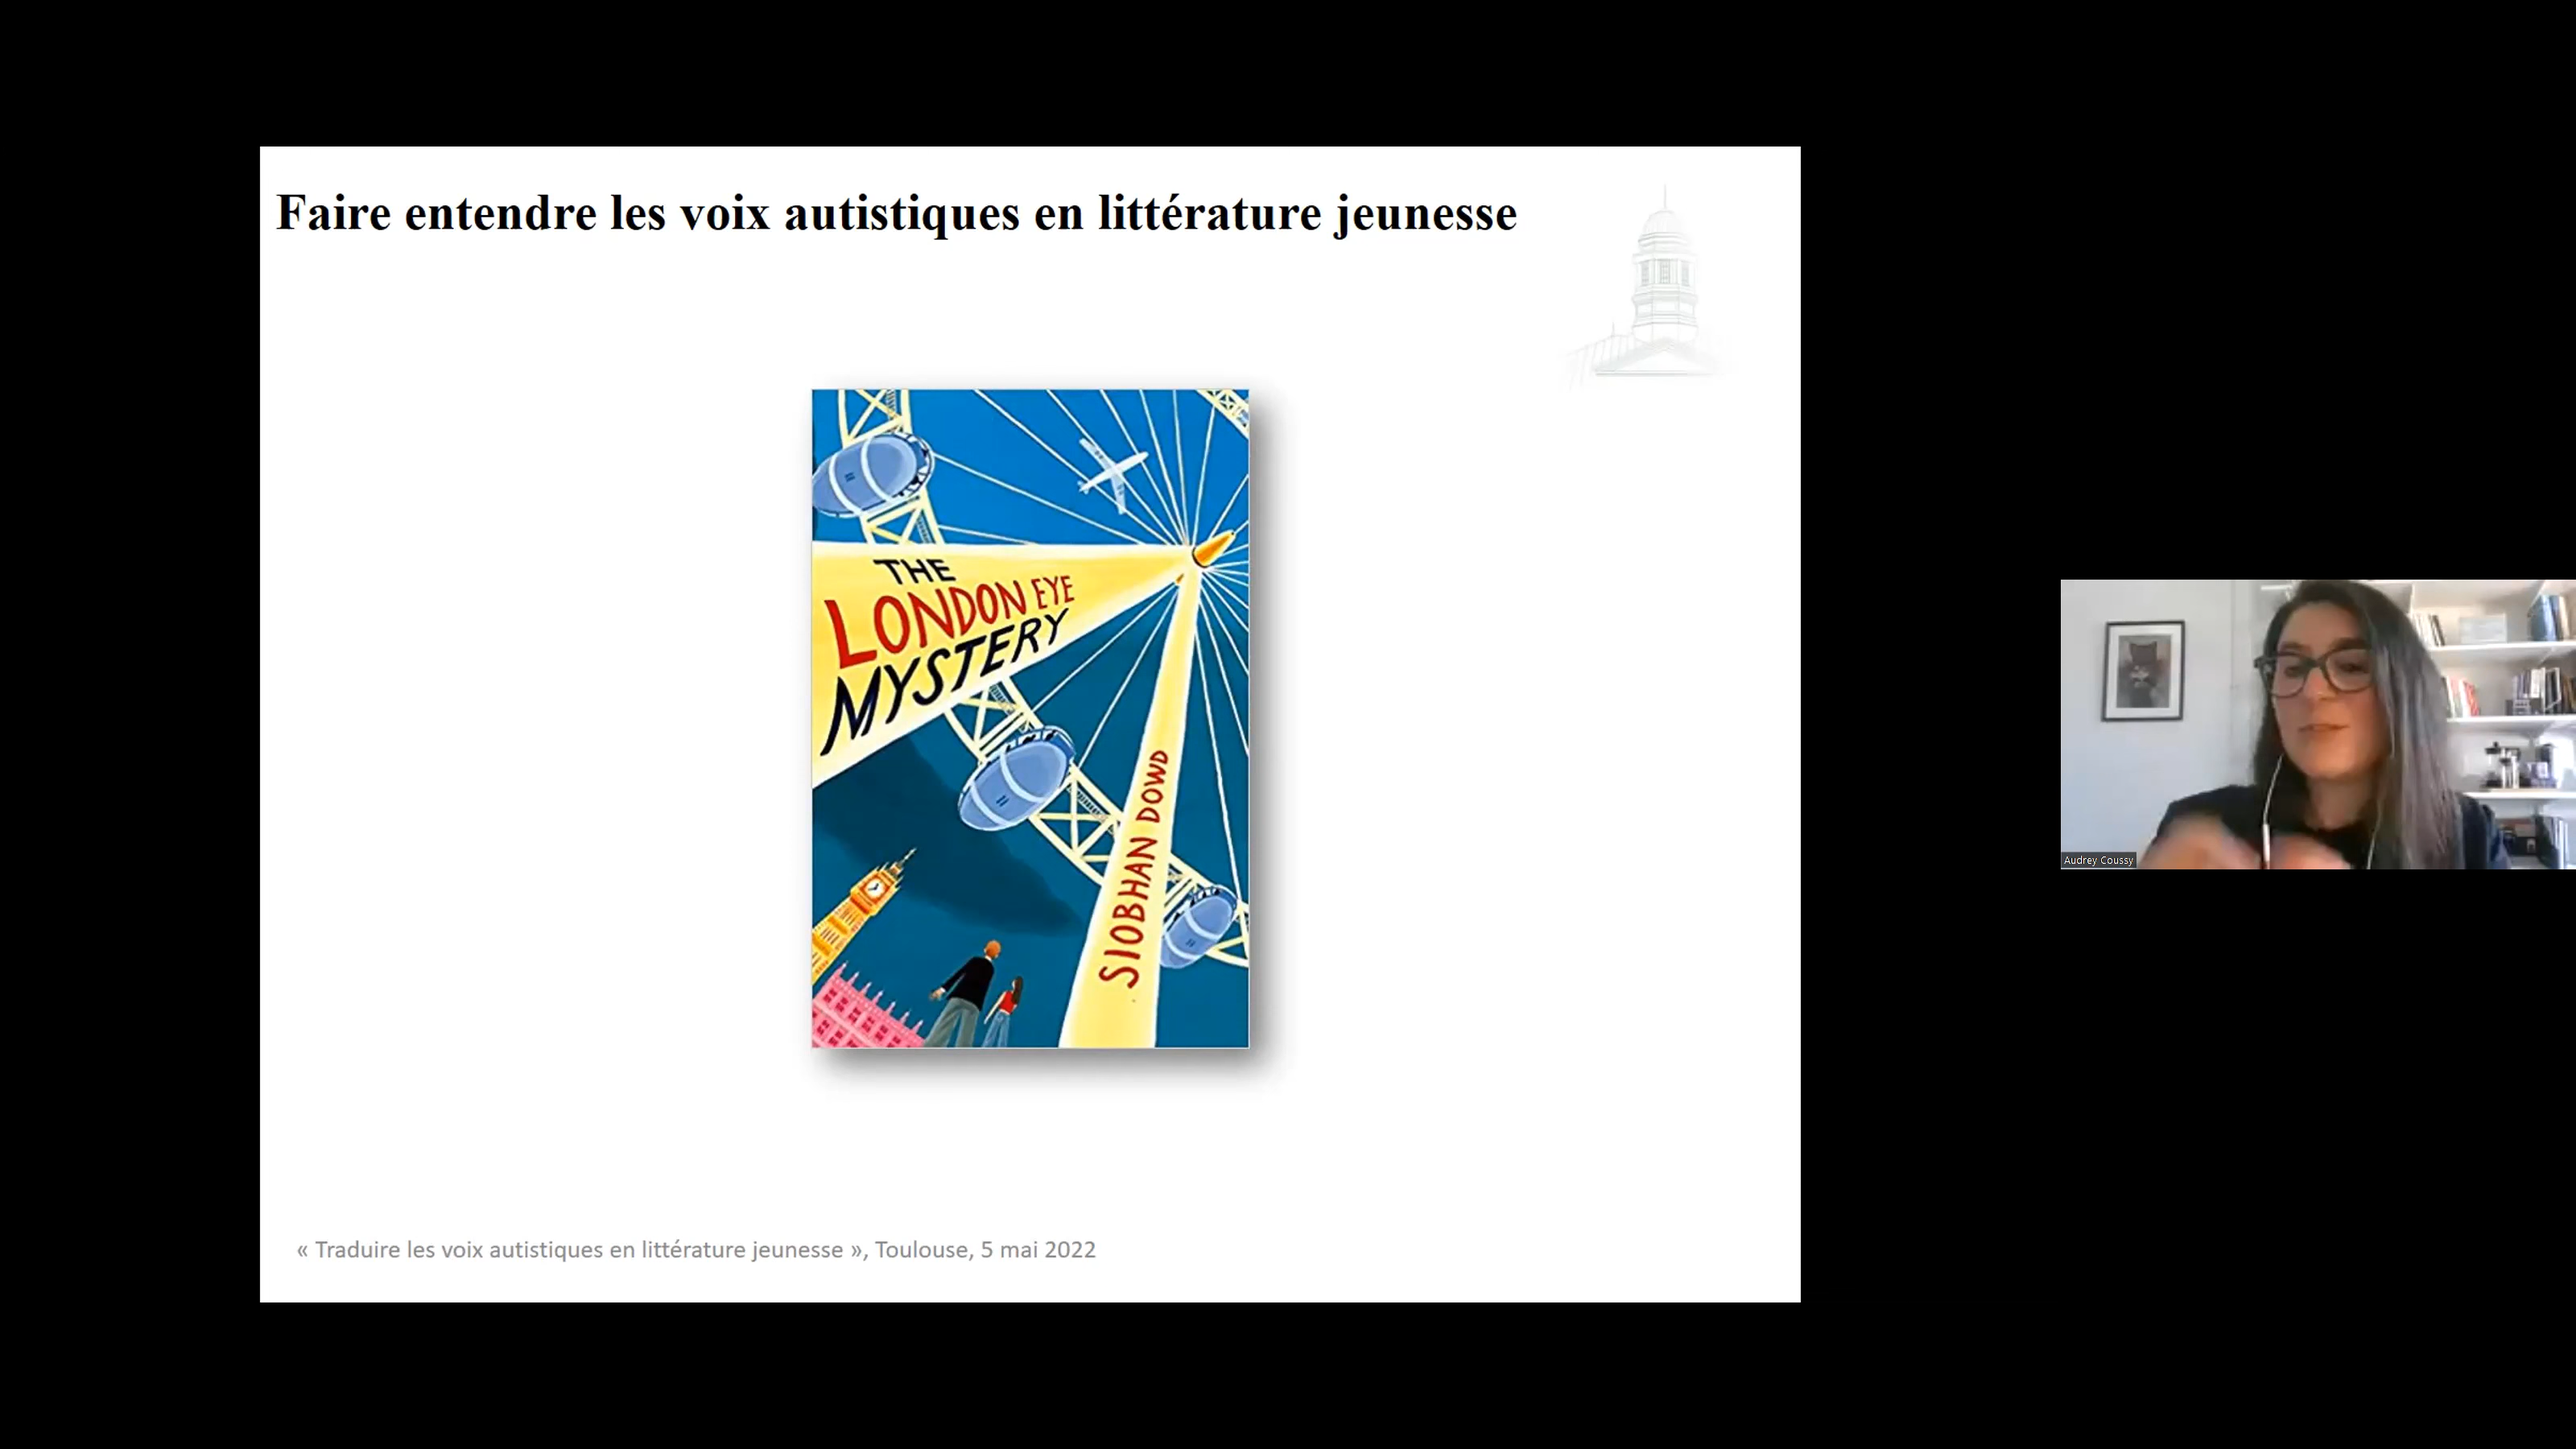 Faire entendre les voix autistiques en littérature jeunesse
THE
LONDON EYE
MYSTERY
SIOBHAN DOWD
« Traduire les voix autistiques en littérature jeunesse », Toulouse, 5 mai 2022
Audrey Coussy